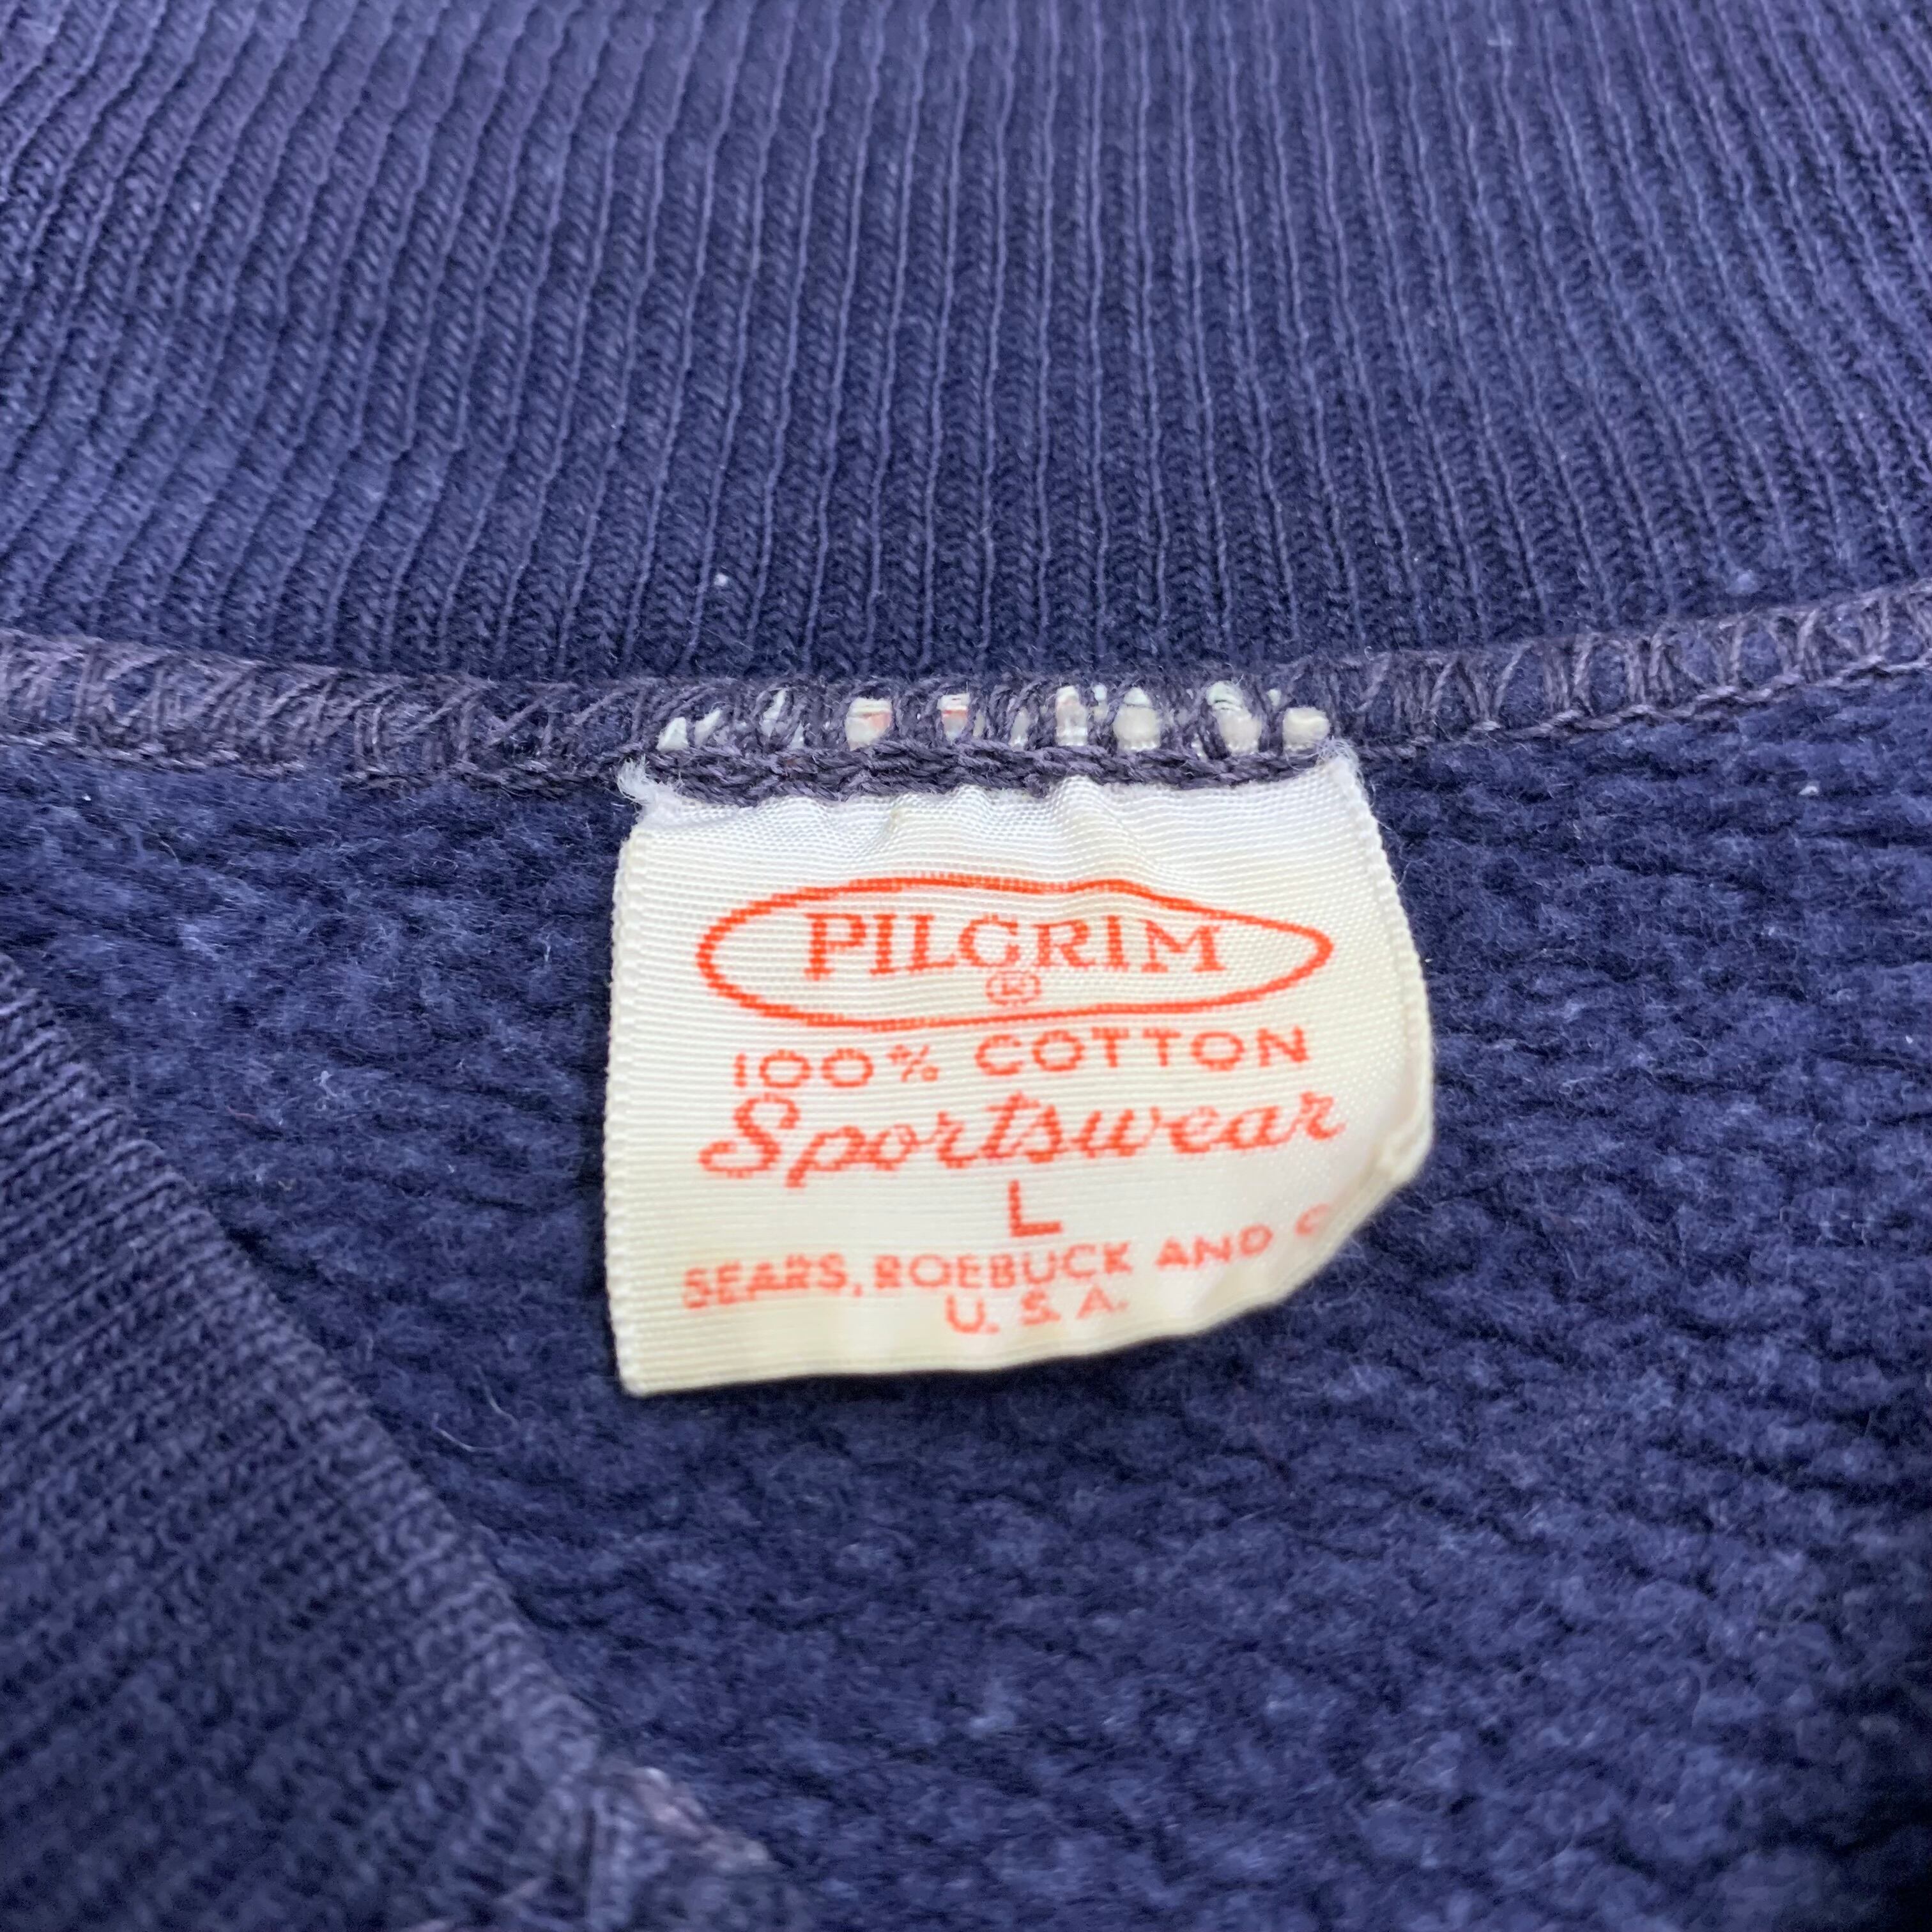 PILGRIM
®
100% COTTON
Sportswear
L
SEARS, ROEBUCK AND
U.S.A.